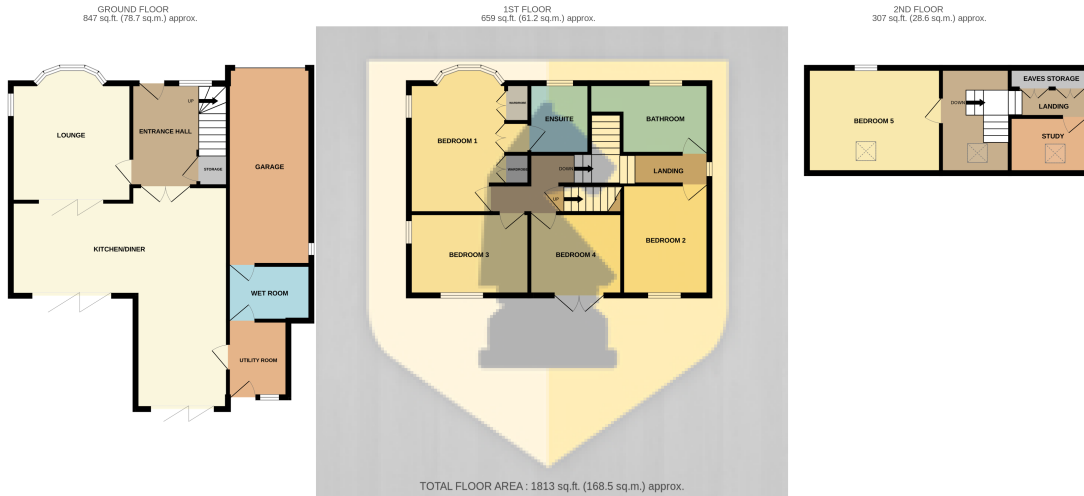 GROUND FLOOR
847 sq.ft. (78.7 sq.m.) approx.
1ST FLOOR
659 sq.ft. (61.2 sq.m.) approx.
2ND FLOOR
307 sq.ft. (28.6 sq.m.) approx.
LOUNGE
ENTRANCE HALL
UP
STORAGE
GARAGE
KITCHEN/DINER
WET ROOM
UTILITY ROOM
BEDROOM 1
WARDROBE
ENSUITE
BATHROOM
WARDROBE
DOWN
LANDING
UP
BEDROOM 2
BEDROOM 3
BEDROOM 4
BEDROOM 5
DOWN
EAVES STORAGE
LANDING
STUDY
TOTAL FLOOR AREA : 1813 sq.ft. (168.5 sq.m.) approx.